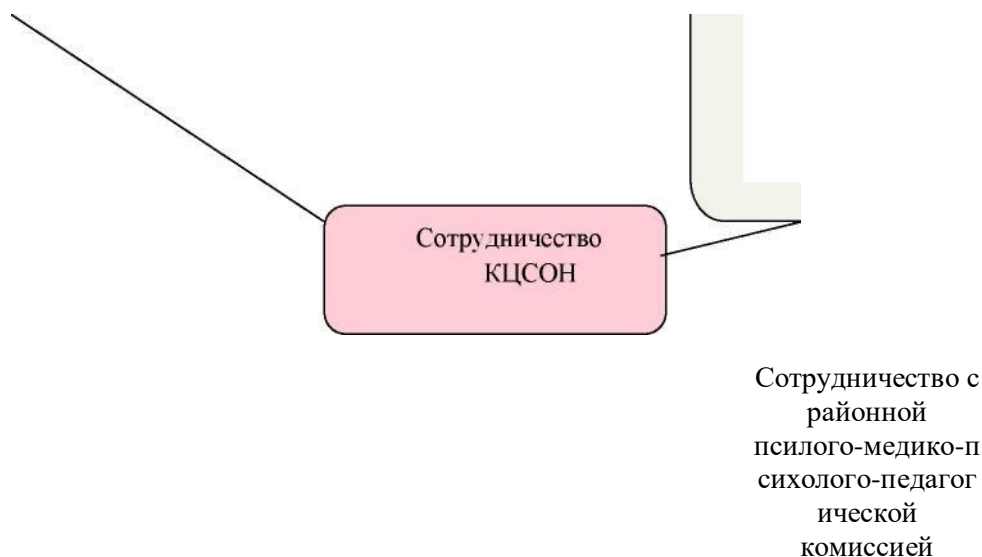 Сотрудничество
КЦСОН
Сотрудничество с
районной
псилого-медико-п
сихолого-педагог
ической
комиссией